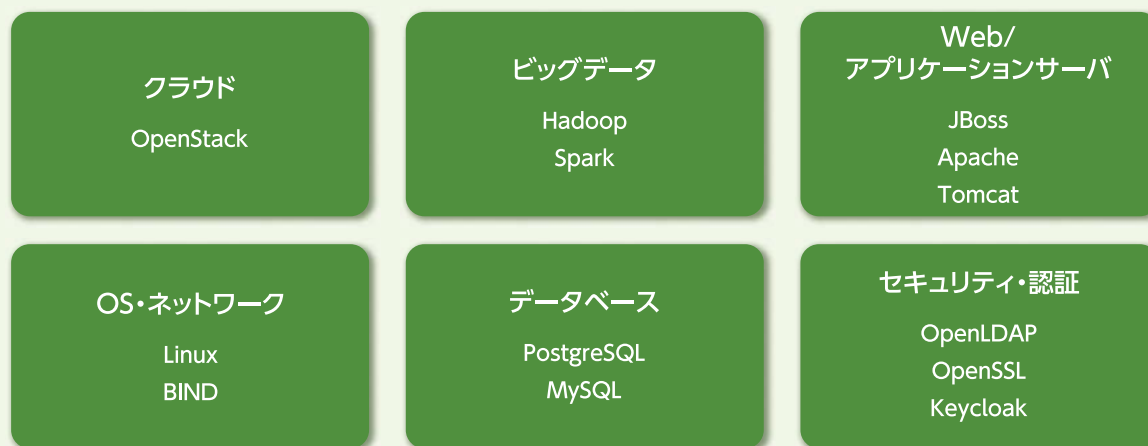 クラウド
OpenStack
ビッグデータ
Hadoop
Spark
Web/
アプリケーションサーバ
JBoss
Apache
Tomcat
OS・ネットワーク
Linux
BIND
データベース
PostgreSQL
MySQL
セキュリティ・認証
OpenLDAP
OpenSSL
Keycloak